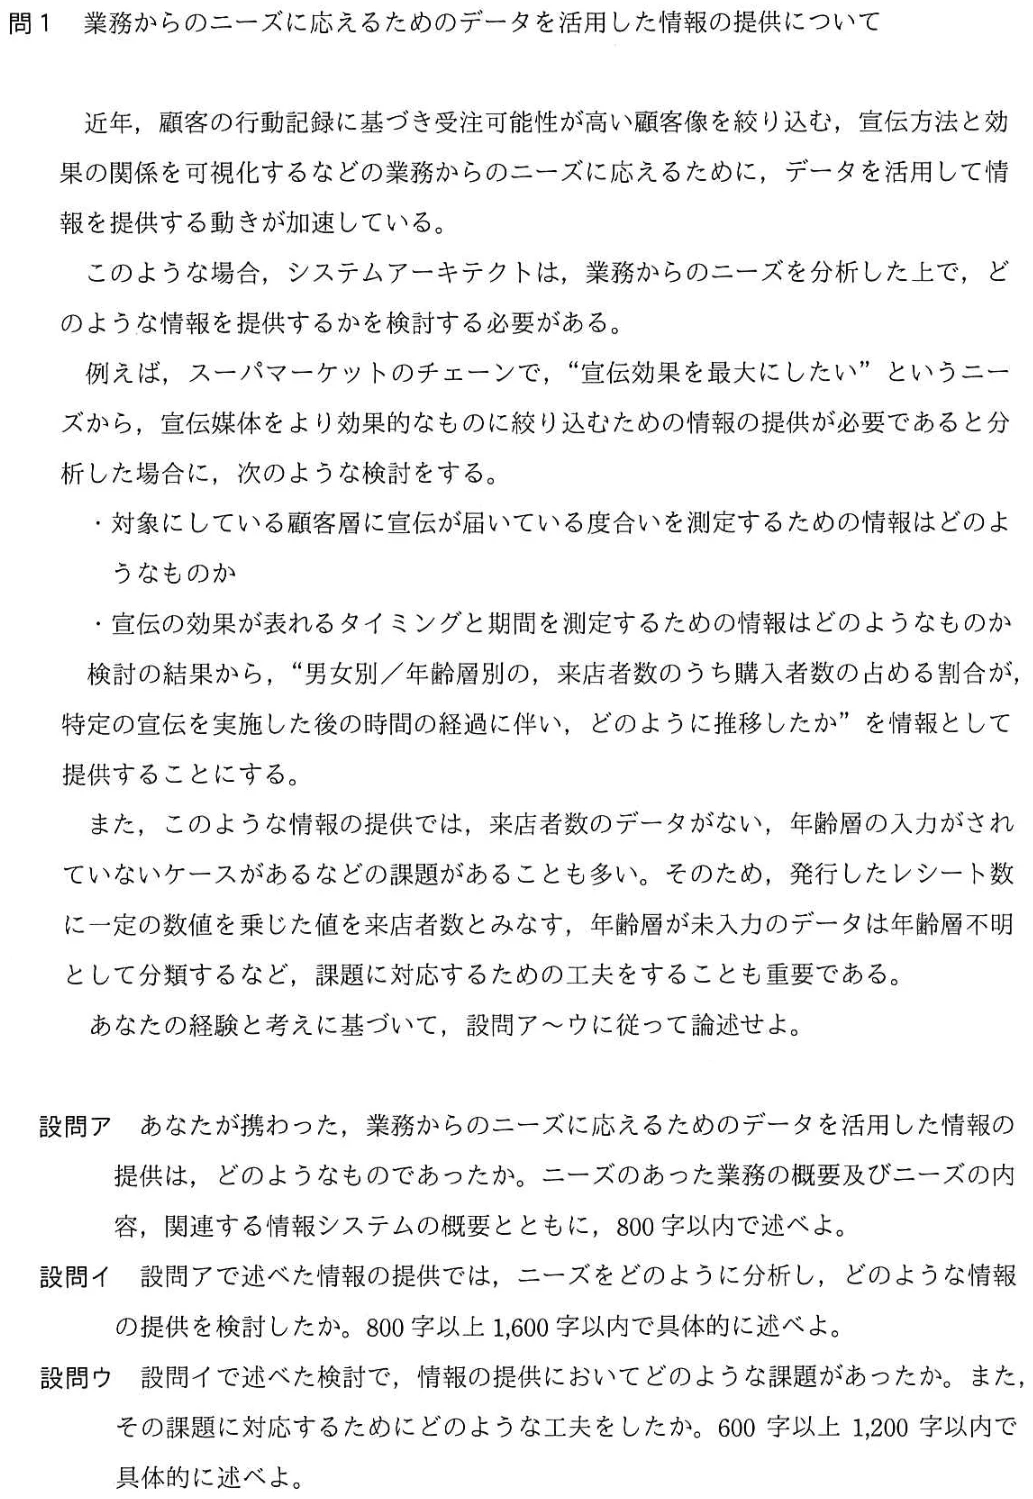 問1 業務からのニーズに応えるためのデータを活用した情報の提供について
近年，顧客の行動記録に基づき受注可能性が高い顧客像を絞り込む，宣伝方法と効
果の関係を可視化するなどの業務からのニーズに応えるために，データを活用して情
報を提供する動きが加速している。
このような場合，システムアーキテクトは，業務からのニーズを分析した上で，ど
のような情報を提供するかを検討する必要がある。
例えば，スーパマーケットのチェーンで，“宣伝効果を最大にしたい”というニー
ズから，宣伝媒体をより効果的なものに絞り込むための情報の提供が必要であると分
析した場合に，次のような検討をする。
・対象にしている顧客層に宣伝が届いている度合いを測定するための情報はどのよ
うなものか
・宣伝の効果が表れるタイミングと期間を測定するための情報はどのようなものか
検討の結果から，“男女別／年齢層別の，来店者数のうち購入者数の占める割合が，
特定の宣伝を実施した後の時間の経過に伴い，どのように推移したか”を情報として
提供することにする。
また，このような情報の提供では，来店者数のデータがない，年齢層の入力がされ
ていないケースがあるなどの課題があることも多い。そのため，発行したレシート数
に一定の数値を乗じた値を来店者数とみなす，年齢層が未入力のデータは年齢層不明
として分類するなど，課題に対応するための工夫をすることも重要である。
あなたの経験と考えに基づいて，設問ア～ウに従って論述せよ。
設問ア あなたが携わった，業務からのニーズに応えるためのデータを活用した情報の
提供は，どのようなものであったか。ニーズのあった業務の概要及びニーズの内
容，関連する情報システムの概要とともに，800字以内で述べよ。
設問イ 設問アで述べた情報の提供では，ニーズをどのように分析し，どのような情報
の提供を検討したか。800字以上1,600字以内で具体的に述べよ。
設問ウ 設問イで述べた検討で，情報の提供においてどのような課題があったか。また，
その課題に対応するためにどのような工夫をしたか。600字以上1,200字以内で
具体的に述べよ。